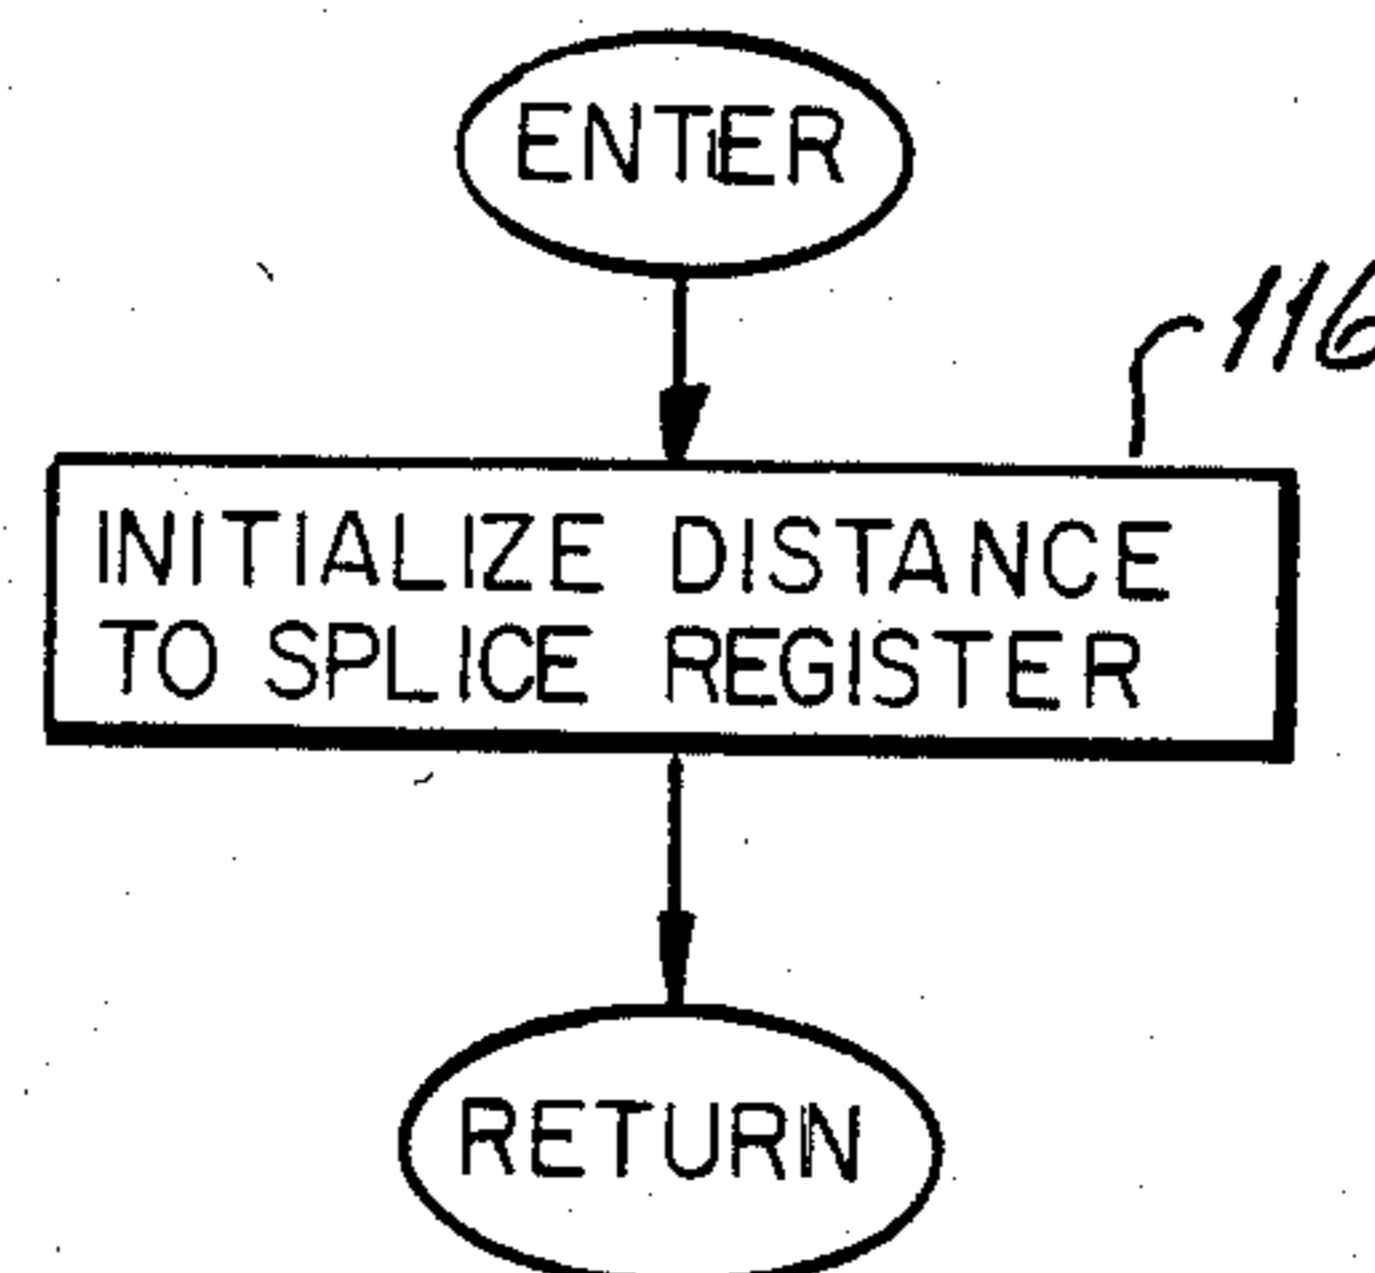 ENTER
116
INITIALIZE DISTANCE
TO SPLICE REGISTER
RETURN